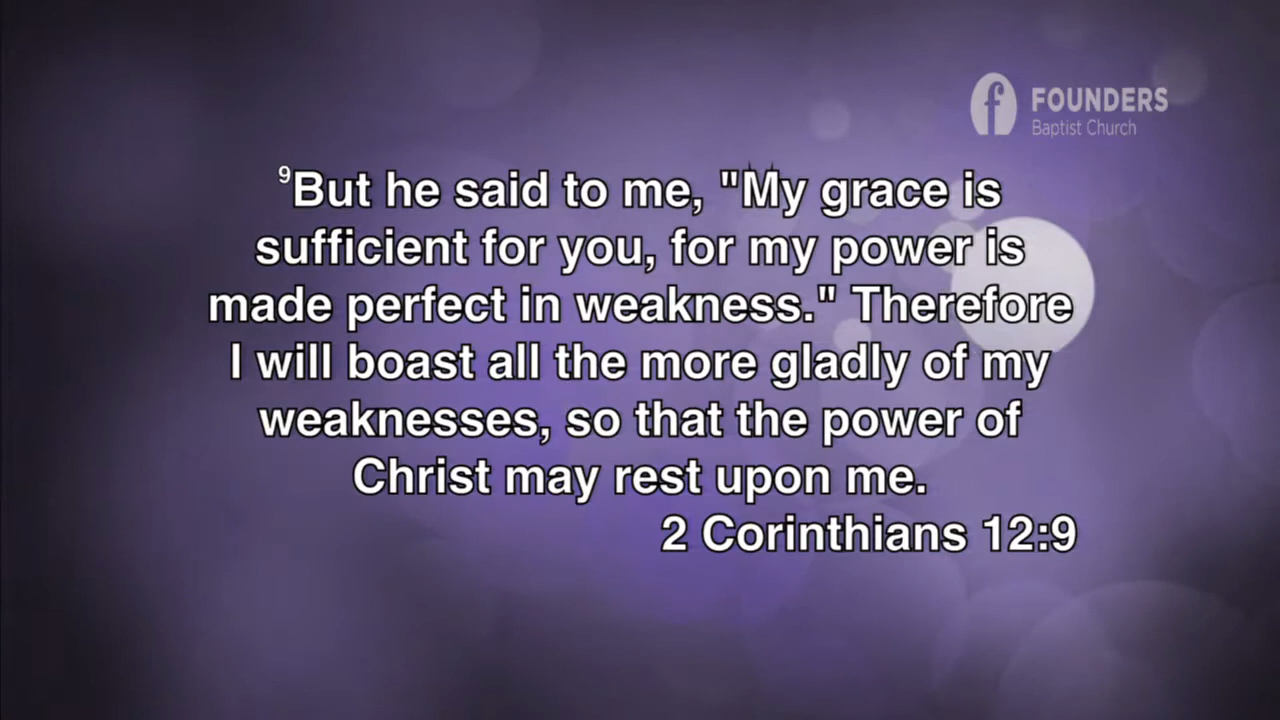 FOUNDERS
Baptist Church
⁹But he said to me, "My grace is
sufficient for you, for my power is
made perfect in weakness." Therefore
I will boast all the more gladly of my
weaknesses, so that the power of
Christ may rest upon me.
2 Corinthians 12:9